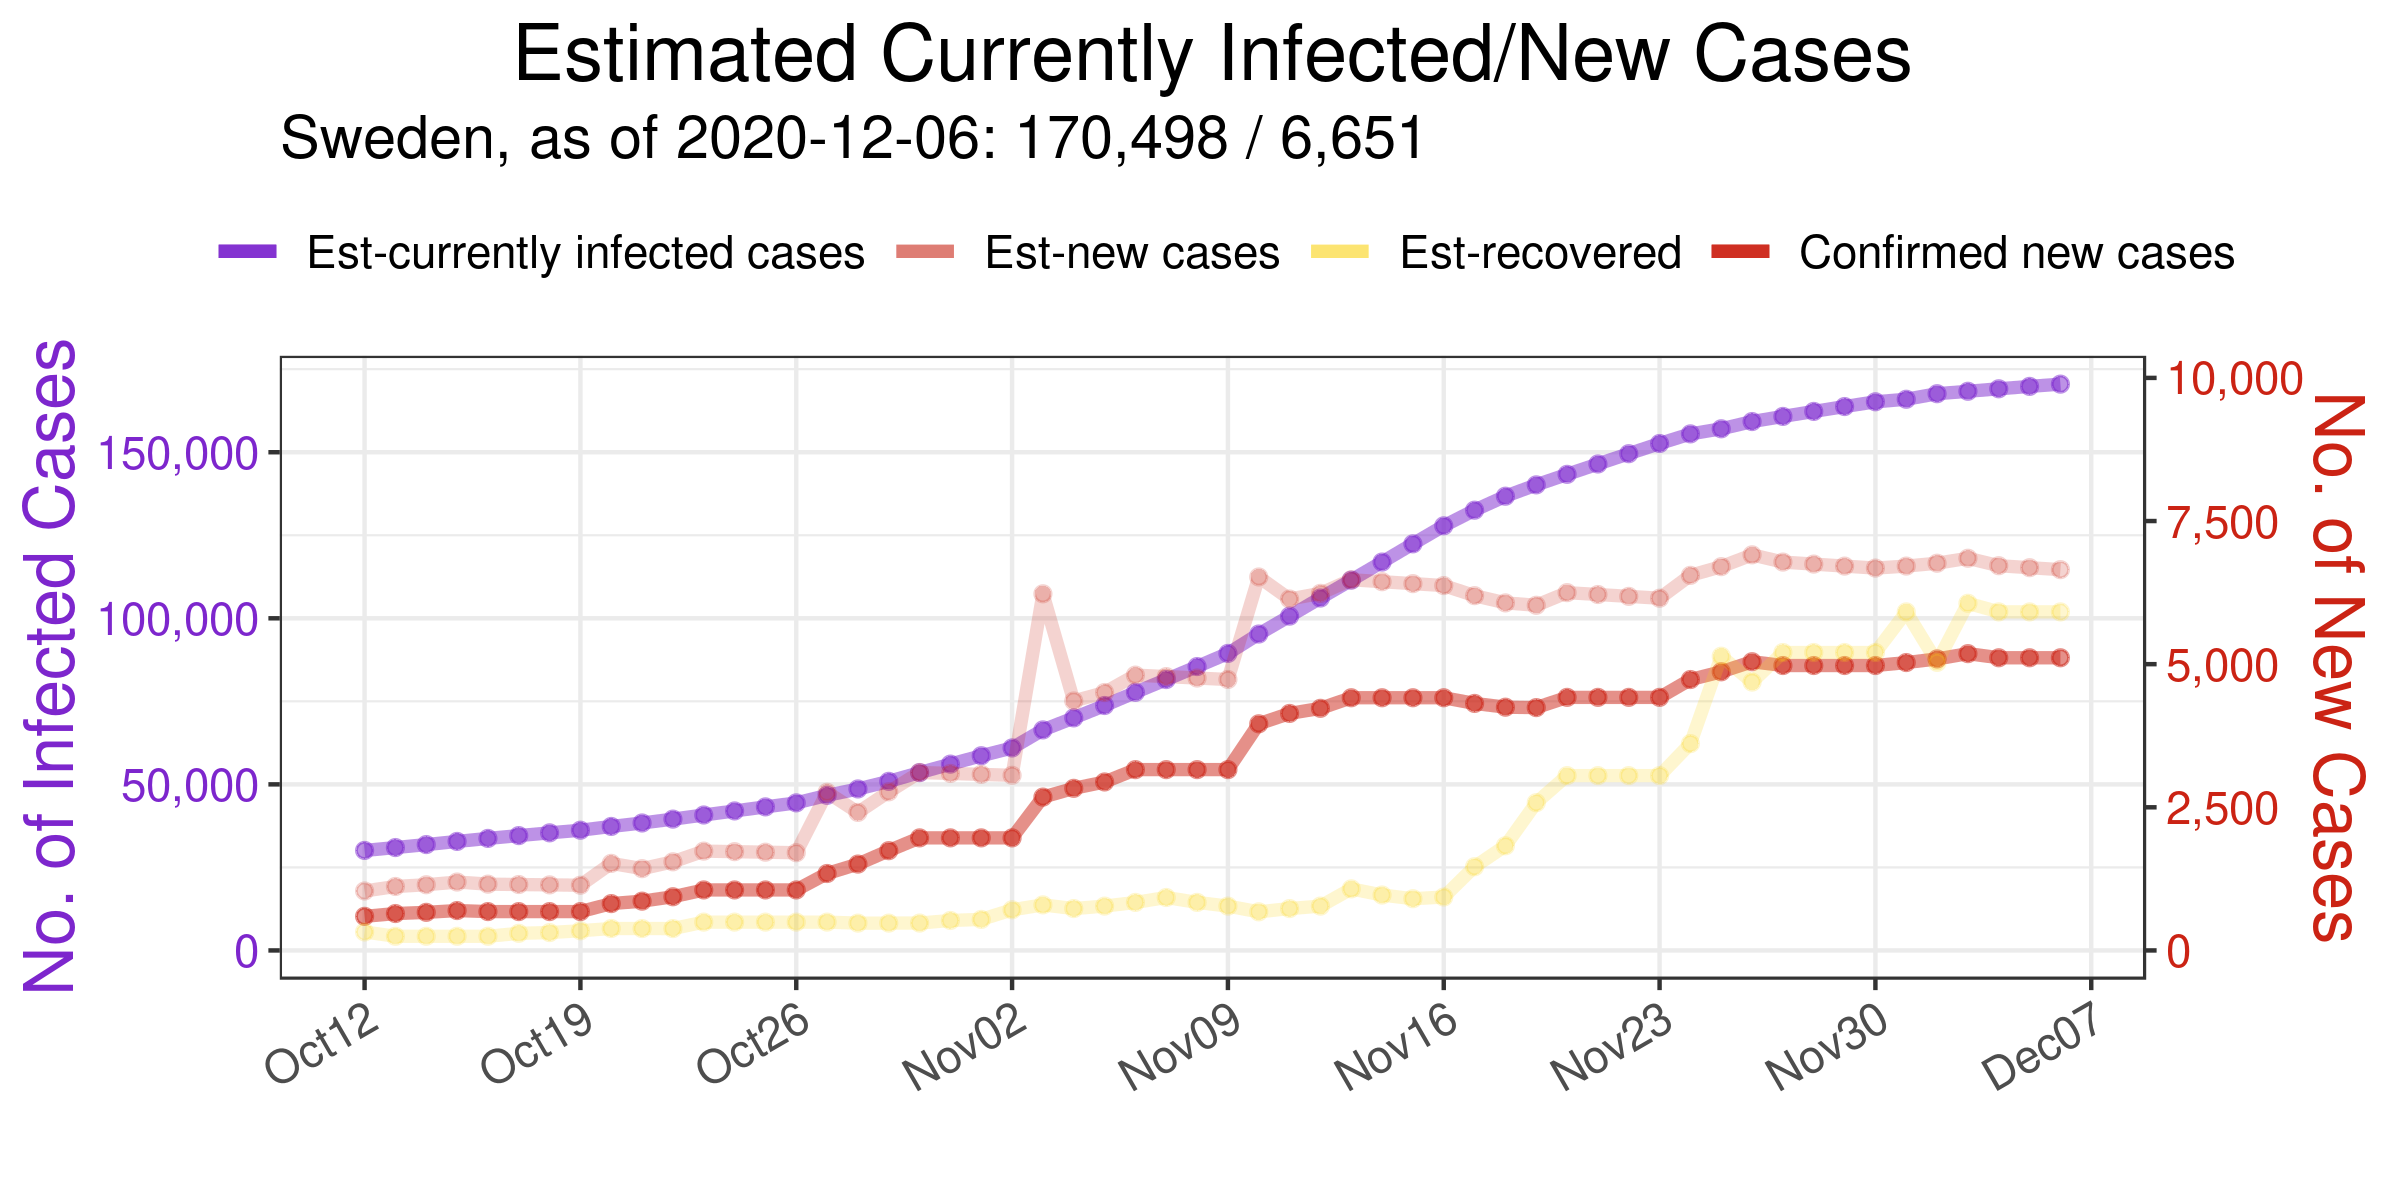 Estimated Currently Infected/New Cases
Sweden, as of 2020-12-06: 170,498 / 6,651
Est-currently infected cases Est-new cases Est-recovered Confirmed new cases
No. of Infected Cases
150,000
100,000
50,000
0
10,000
7,500
5,000
2,500
0
No. of New Cases
Oct12 Oct19 Oct26 Nov02 Nov09 Nov16 Nov23 Nov30 Dec07